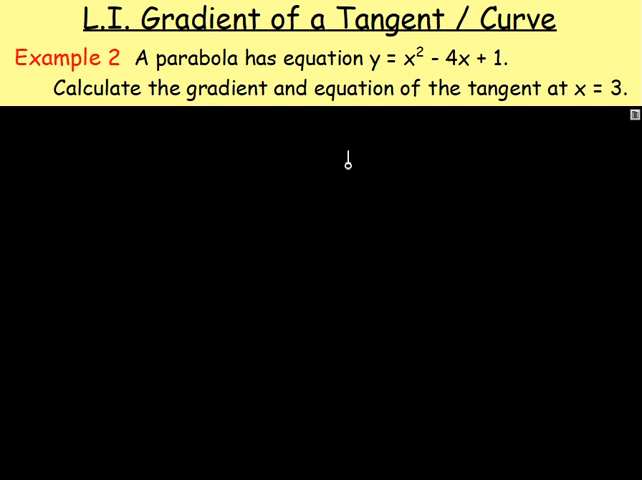 L.I. Gradient of a Tangent / Curve
Example 2 A parabola has equation y = x² - 4x + 1.
Calculate the gradient and equation of the tangent at x = 3.